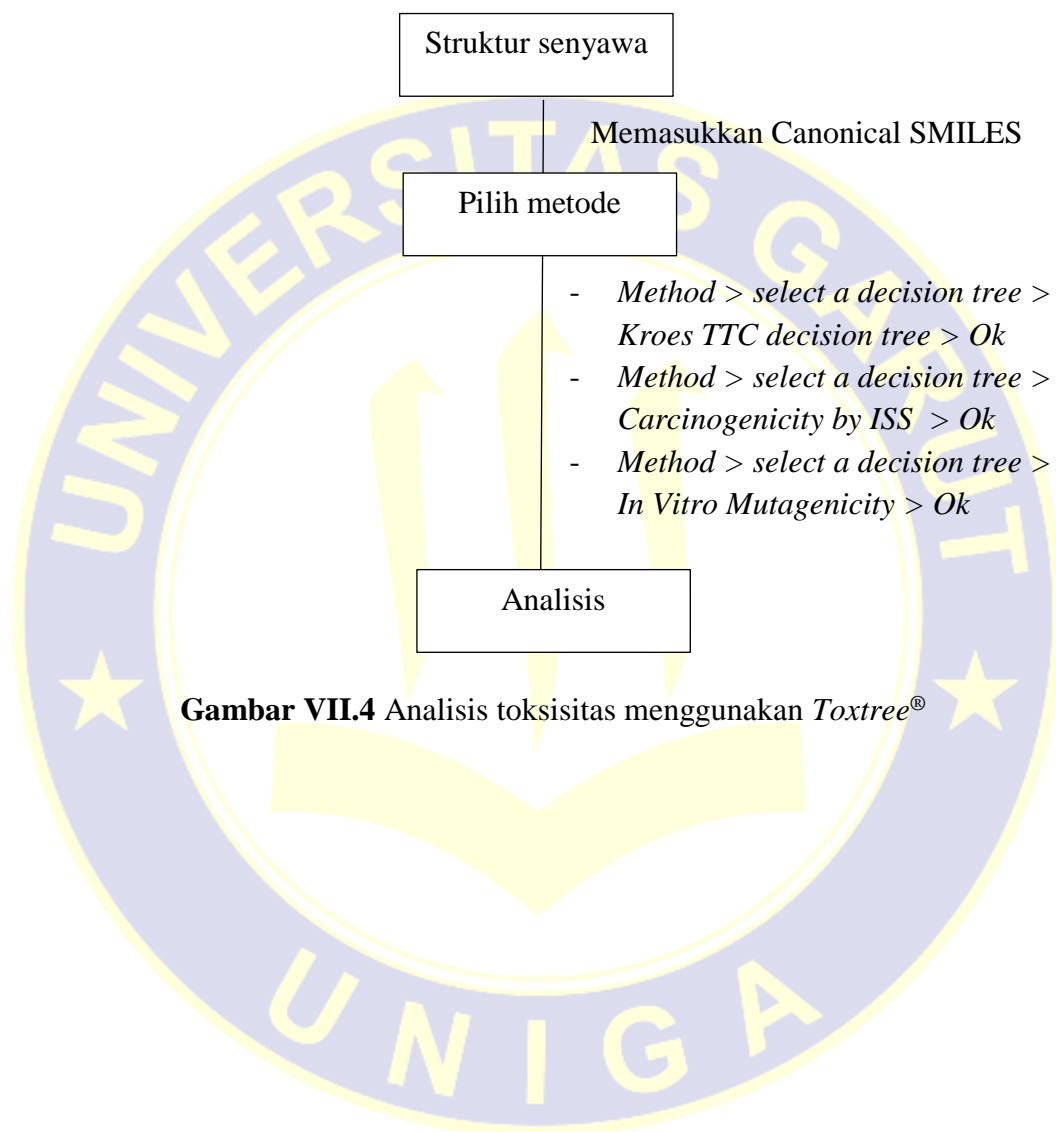 Struktur senyawa
Memasukkan Canonical SMILES
Pilih metode
- Method > select a decision tree >
Kroes TTC decision tree > Ok
- Method > select a decision tree >
Carcinogenicity by ISS > Ok
- Method > select a decision tree >
In Vitro Mutagenicity > Ok
Analisis
Gambar VII.4 Analisis toksisitas menggunakan Toxtree®
UNIVERSITAS GARUT
UNIGA